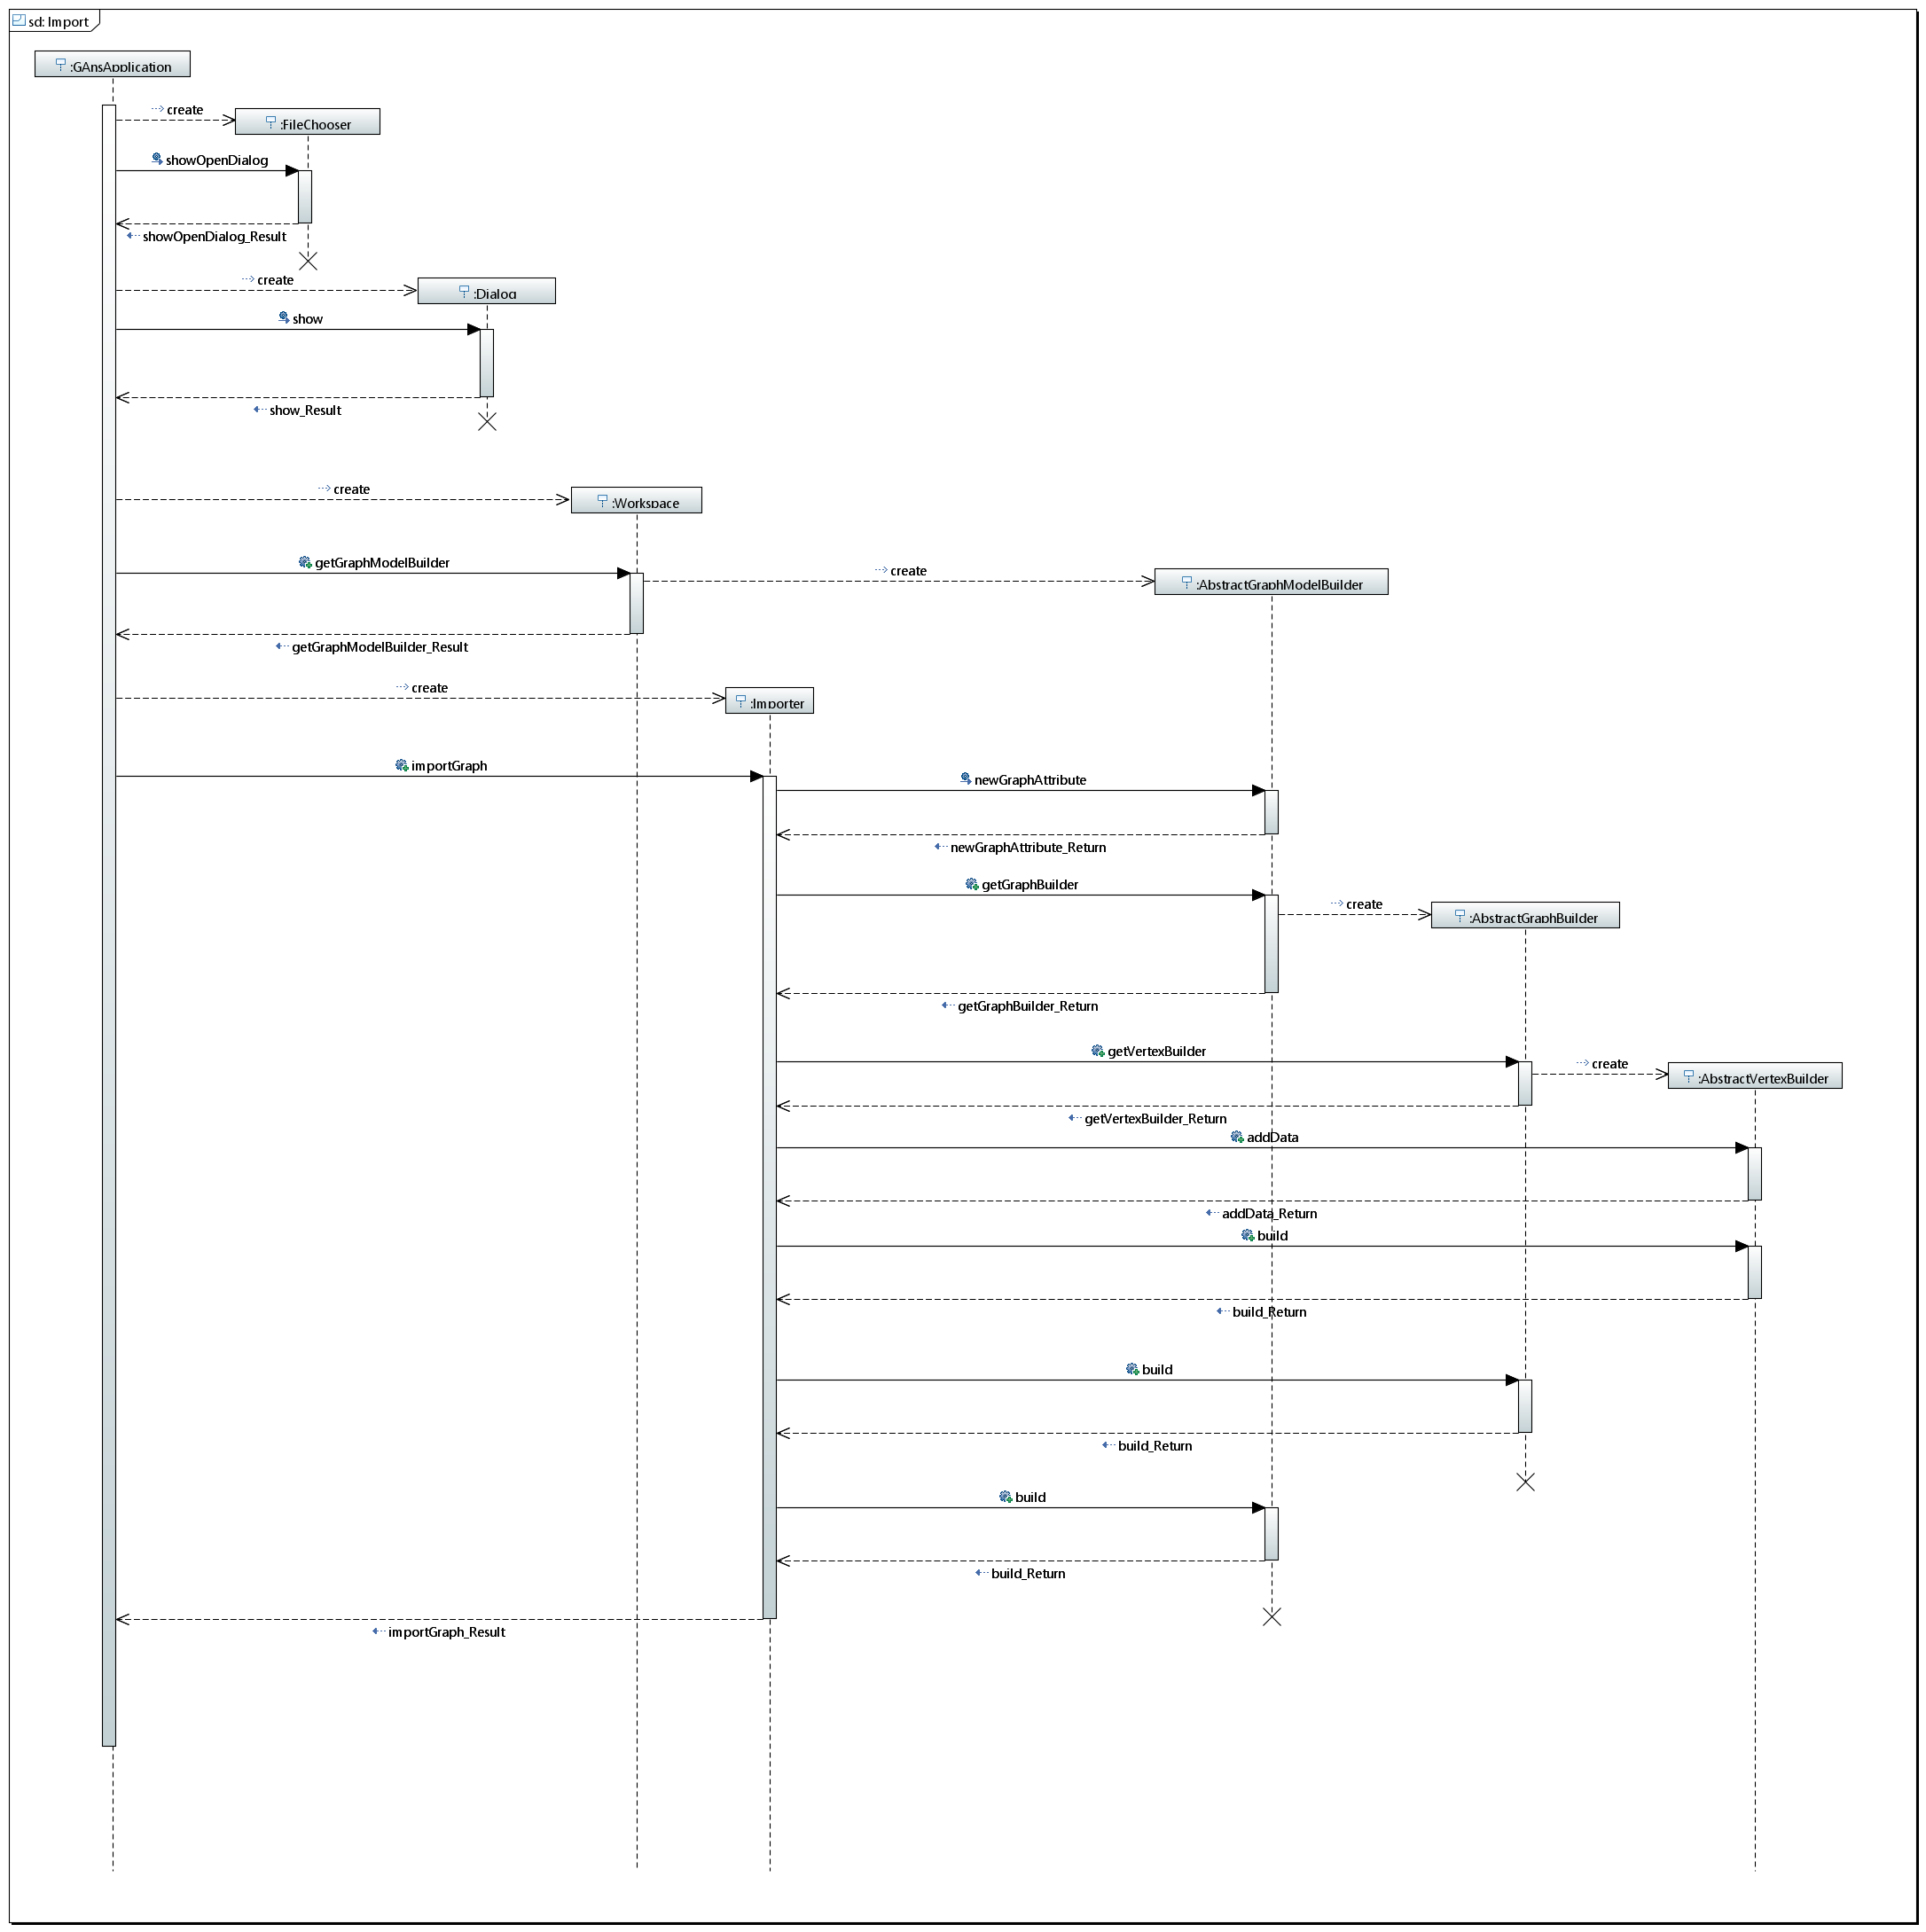 sd: Import
:GAnsApplication
create
:FileChooser
showOpenDialog
showOpenDialog_Result
create
:Dialog
show
show_Result
create
:Workspace
getGraphModelBuilder
create
:AbstractGraphModelBuilder
getGraphModelBuilder_Result
create
:Importer
importGraph
newGraphAttribute
newGraphAttribute_Return
getGraphBuilder
create
:AbstractGraphBuilder
getGraphBuilder_Return
getVertexBuilder
create
:AbstractVertexBuilder
getVertexBuilder_Return
addData
addData_Return
build
build_Return
build
build_Return
build
build_Return
importGraph_Result